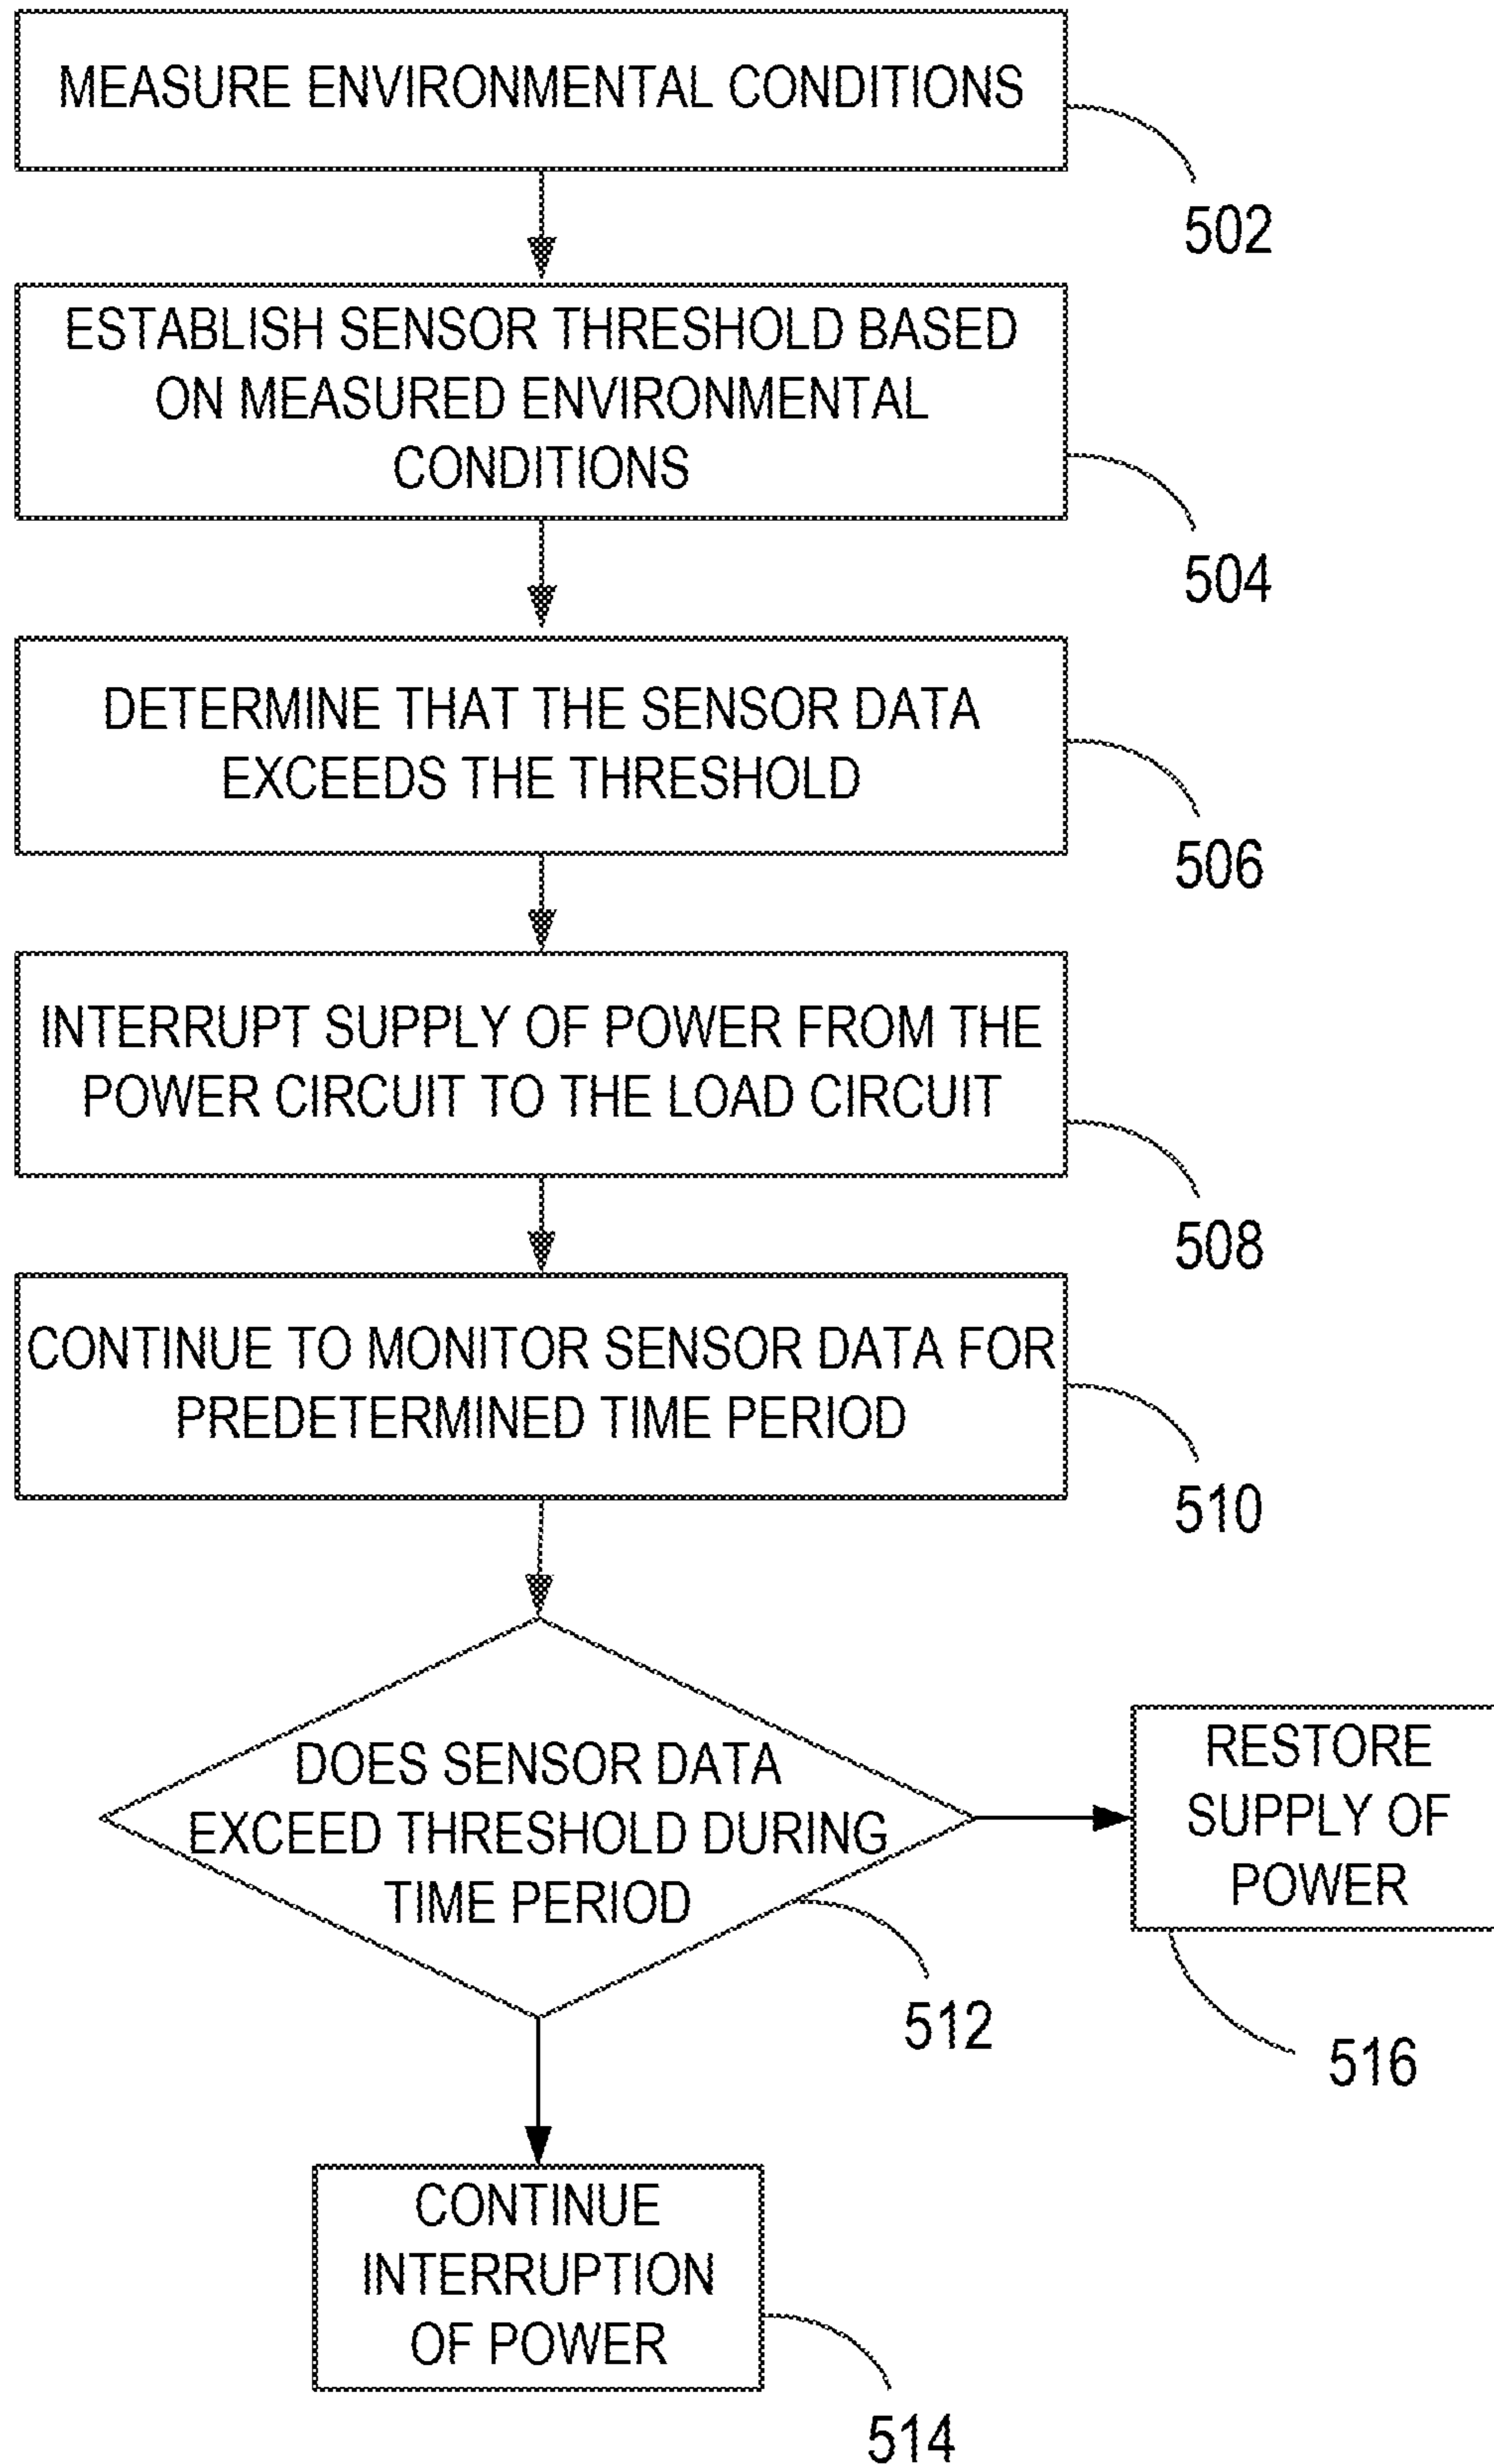 MEASURE ENVIRONMENTAL CONDITIONS
502
ESTABLISH SENSOR THRESHOLD BASED
ON MEASURED ENVIRONMENTAL
CONDITIONS
504
DETERMINE THAT THE SENSOR DATA
EXCEEDS THE THRESHOLD
506
INTERRUPT SUPPLY OF POWER FROM THE
POWER CIRCUIT TO THE LOAD CIRCUIT
508
CONTINUE TO MONITOR SENSOR DATA FOR
PREDETERMINED TIME PERIOD
510
DOES SENSOR DATA
EXCEED THRESHOLD DURING
TIME PERIOD
512
RESTORE
SUPPLY OF
POWER
516
CONTINUE
INTERRUPTION
OF POWER
514